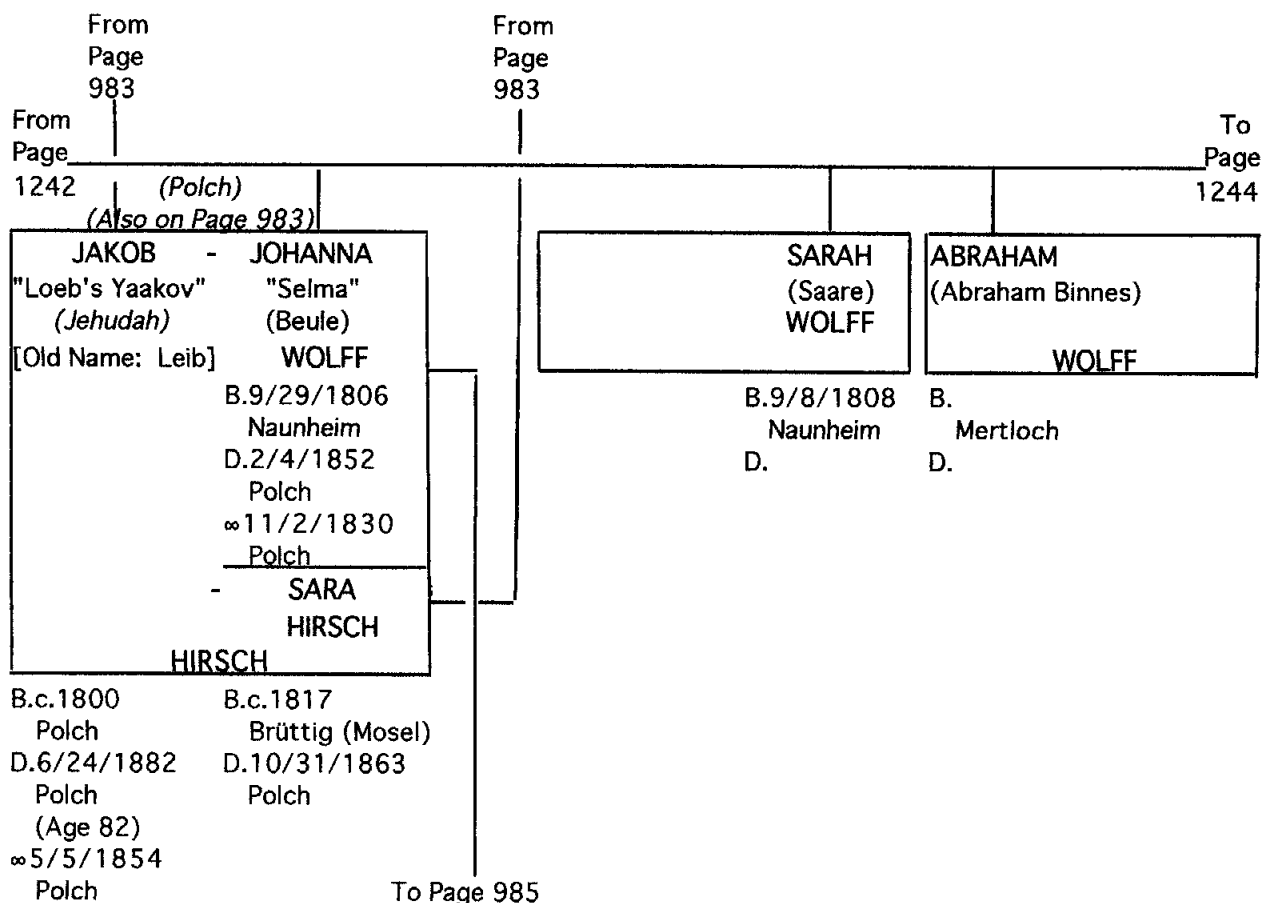 From
Page
983
From
Page
983
From
Page
1242
To
Page
1244
(Polch)
(Also on Page 983)
JAKOB - JOHANNA
"Loeb's Yaakov" "Selma"
(Jehudah) (Beule)
[Old Name: Leib] WOLFF
B.9/29/1806
Naunheim
D.2/4/1852
Polch
∞11/2/1830
Polch
- SARA
HIRSCH
HIRSCH
B.c.1800
Polch
D.6/24/1882
Polch
(Age 82)
∞5/5/1854
Polch
B.c.1817
Brüttig (Mosel)
D.10/31/1863
Polch
To Page 985
SARAH
(Saare)
WOLFF
B.9/8/1808
Naunheim
D.
ABRAHAM
(Abraham Binnes)
WOLFF
B.
Mertloch
D.